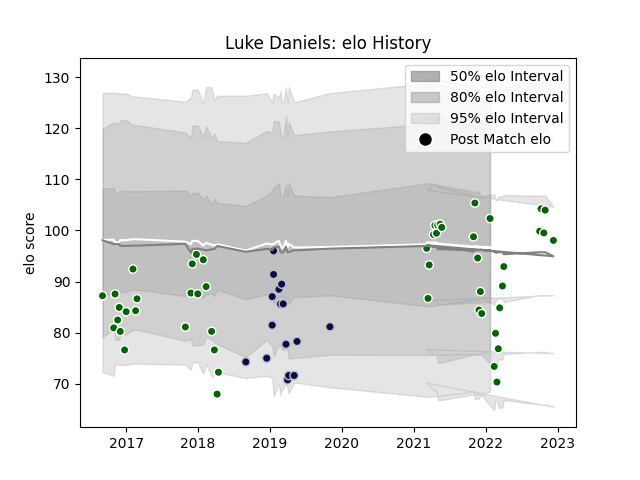 Luke Daniels: elo History
elo score
130
120
110
100
90
80
70
2017
2018
2019
2020
2021
2022
2023
50% elo Interval
80% elo Interval
95% elo Interval
Post Match elo